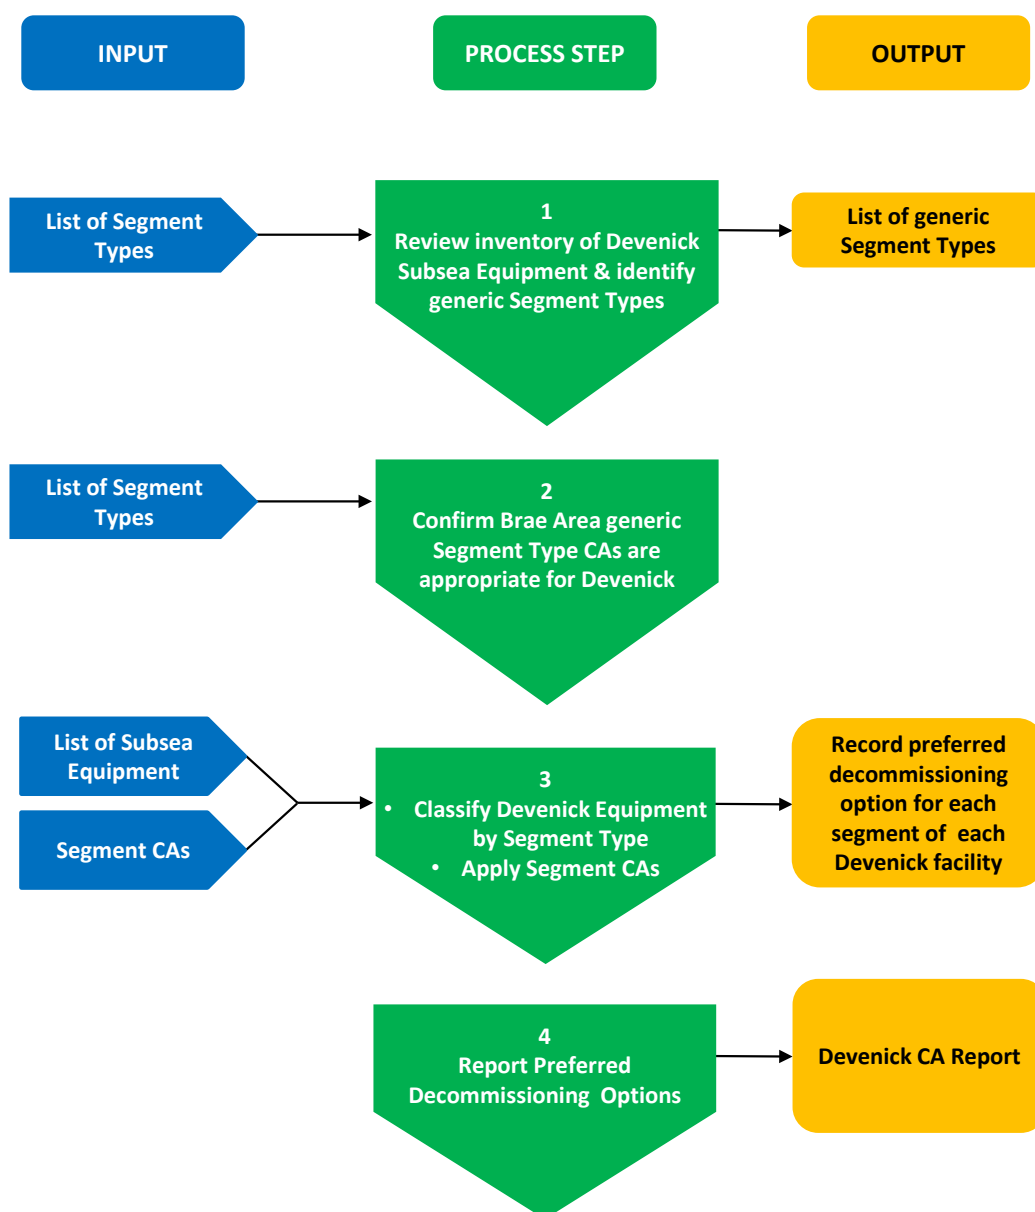 INPUT
PROCESS STEP
OUTPUT
List of Segment
Types
1
Review inventory of Devenick
Subsea Equipment & identify
generic Segment Types
List of generic
Segment Types
List of Segment
Types
2
Confirm Brae Area generic
Segment Type CAs are
appropriate for Devenick
List of Subsea
Equipment
Segment CAs
3
• Classify Devenick Equipment
by Segment Type
• Apply Segment CAs
Record preferred
decommissioning
option for each
segment of each
Devenick facility
4
Report Preferred
Decommissioning Options
Devenick CA Report